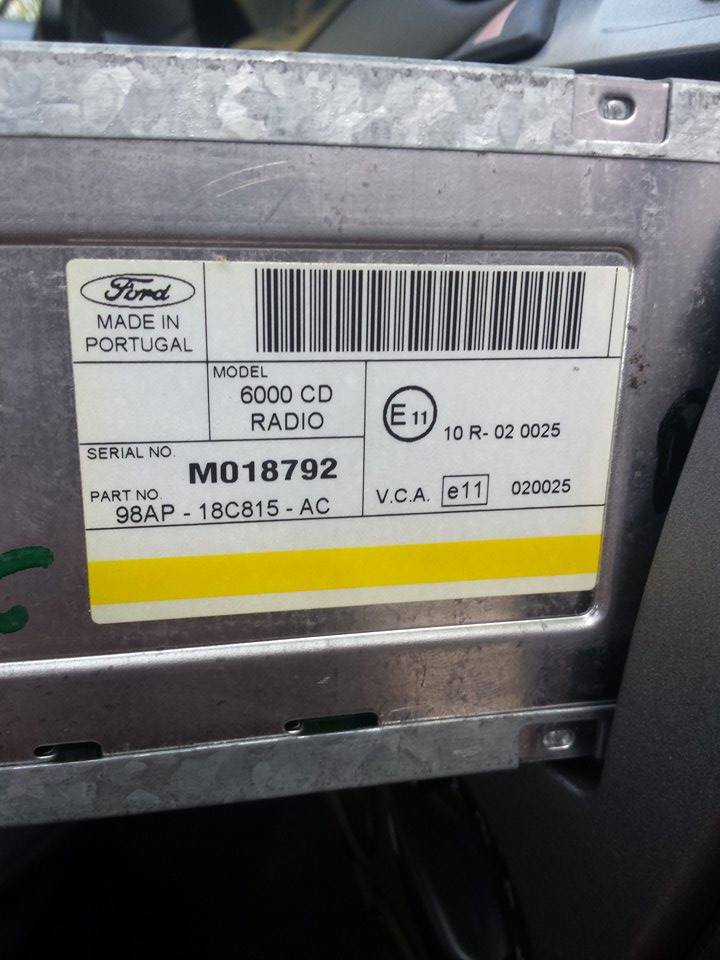 Ford
MADE IN
PORTUGAL
MODEL
6000 CD
RADIO
E 11
10 R- 02 0025
SERIAL NO.
M018792
PART NO.
98AP - 18C815 - AC
V.C.A. e11 020025